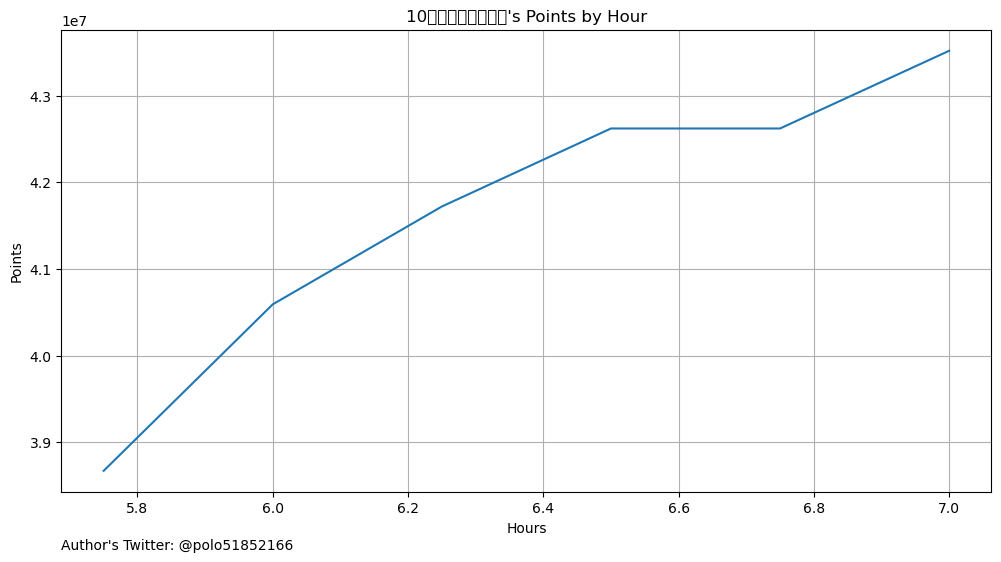 10's Points by Hour
1e7
Points
4.3
4.2
4.1
4.0
3.9
5.8 6.0 6.2 6.4 6.6 6.8 7.0
Hours
Author's Twitter: @polo51852166